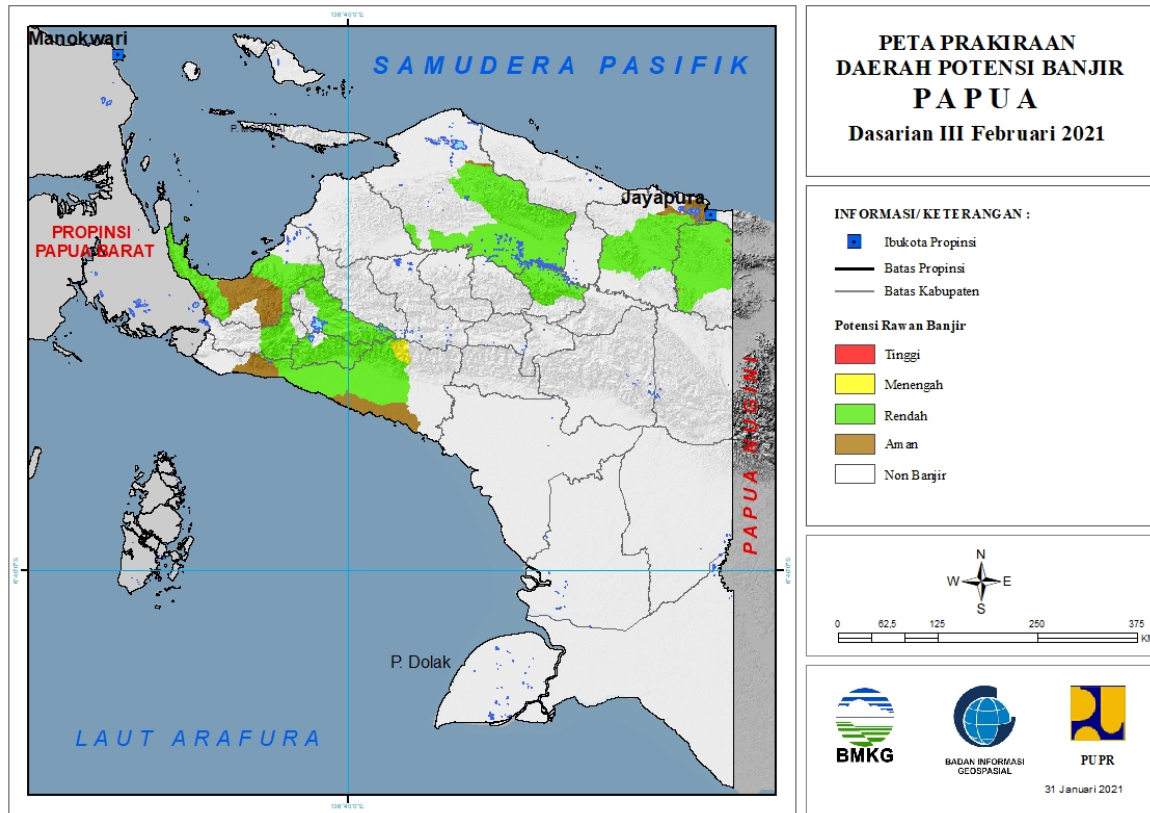 Manokwari
SAMUDERA PASIFIK
Jayapura
PROPINSI
PAPUA BARAT
PAPUA NUGINI
P. Dolak
LAUT ARAFURA
PETA PRAKIRAAN
DAERAH POTENSI BANJIR
PAPUA
Dasarian III Februari 2021
INFORMASI/ KETERANGAN :
Ibukota Propinsi
Batas Propinsi
Batas Kabupaten
Potensi Rawan Banjir
Tinggi
Menengah
Rendah
Aman
Non Banjir
N
W E
S
0 62,5 125 250 375
KM
BMKG
BADAN INFORMASI
GEOSPASIAL
PUPR
31 Januari 2021